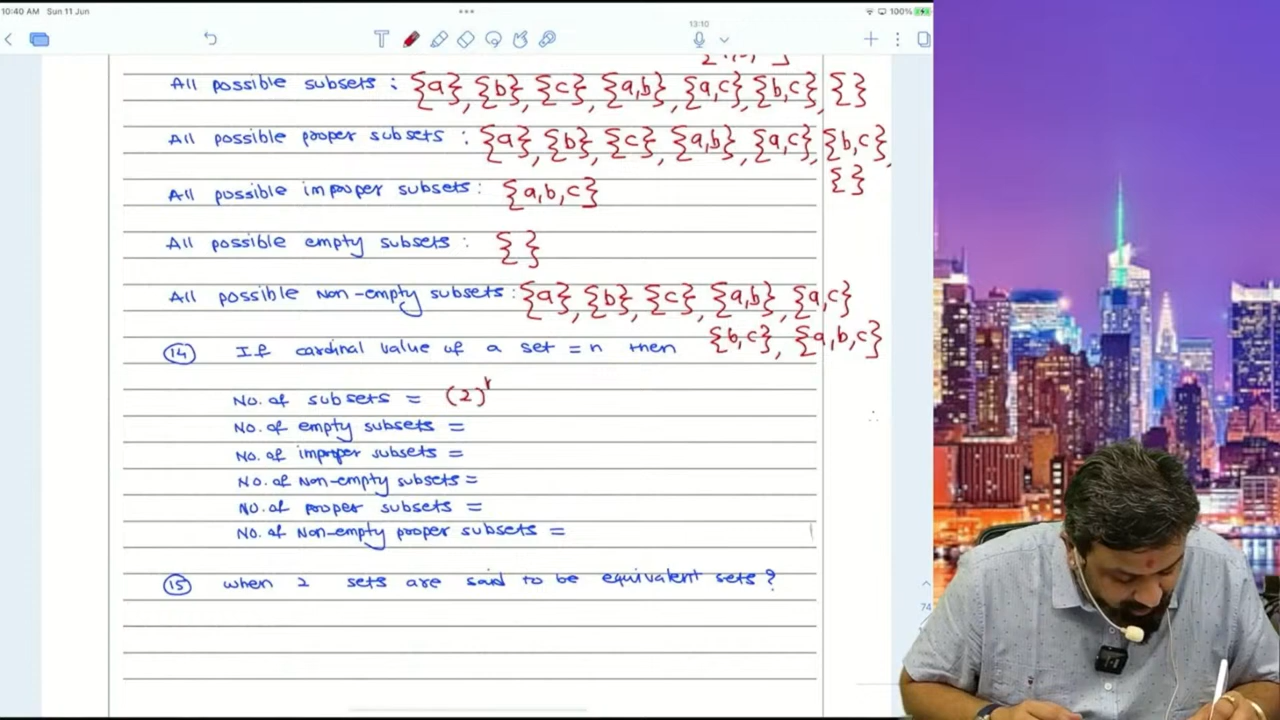 10:40 AM Sun 11 Jun
100%
13:10
T
All possible subsets : {a}, {b}, {c}, {a,b}, {a,c}, {b,c}, { }
All possible proper subsets : {a}, {b}, {c}, {a,b}, {a,c}, {b,c},
{ }
All possible improper subsets : {a,b,c}
All possible empty subsets : { }
All possible Non-empty subsets : {a}, {b}, {c}, {a,b}, {a,c}
{b,c}, {a,b,c}
14 If cardinal value of a set = n then
No. of subsets = (2)
No. of empty subsets =
No. of improper subsets =
No. of Non-empty subsets =
No. of proper subsets =
No. of Non-empty proper subsets =
15 when 2 sets are said to be equivalent sets?
74